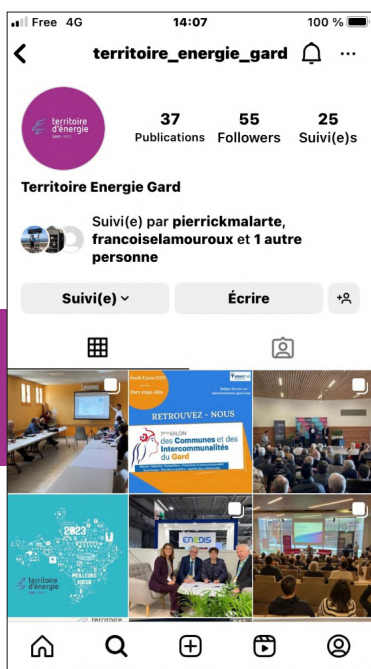 Free 4G 14:07 100 %
territoire_energie_gard
territoire
d'énergie
37 55 25
Publications Followers Suivi(e)s
Territoire Energie Gard
Suivi(e) par pierrickmalarte,
francoiselamouroux et 1 autre
personne
Suivi(e) Écrire
RETROUVEZ - NOUS
SALON
des Communes et des
Intercommunalités
du Gard
2023
MEILLEURS
VŒUX
territoire
d'énergie
ENEDIS